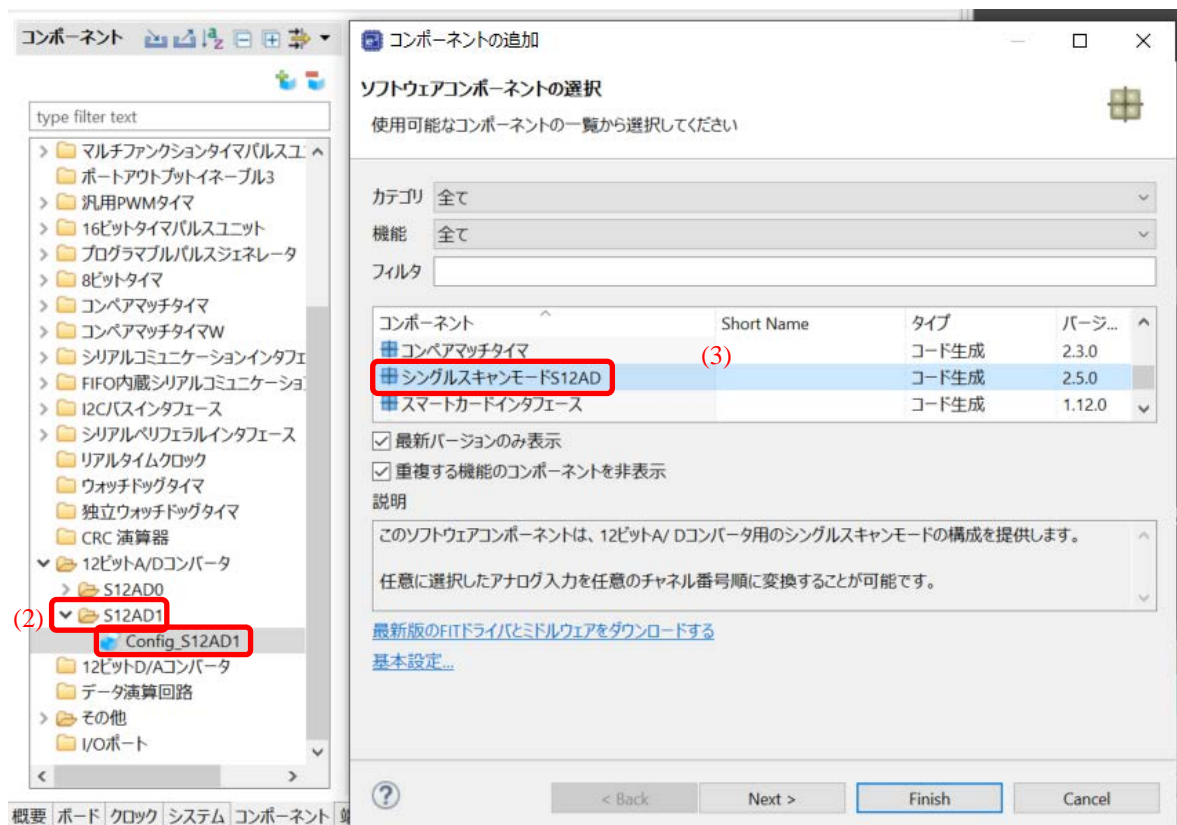 コンポーネント
type filter text
マルチファンクションタイマパルスユ
ポートアウトプットイネーブル3
汎用PWMタイマ
16ビットタイマパルスユニット
プログラマブルパルスジェネレータ
8ビットタイマ
コンペアマッチタイマ
コンペアマッチタイマW
シリアルコミュニケーションインタフェ
FIFO内蔵シリアルコミュニケーショ
I2Cバスインタフェース
シリアルペリフェラルインタフェース
リアルタイムクロック
ウォッチドッグタイマ
独立ウォッチドッグタイマ
CRC 演算器
12ビットA/Dコンバータ
S12AD0
(2) S12AD1
Config_S12AD1
12ビットD/Aコンバータ
データ演算回路
その他
I/Oポート
概要 ボード クロック システム コンポーネント
コンポーネントの追加
ソフトウェアコンポーネントの選択
使用可能なコンポーネントの一覧から選択してください
カテゴリ 全て
機能 全て
フィルタ
コンポーネント Short Name タイプ バージ...
コンペアマッチタイマ コード生成 2.3.0
シングルスキャンモードS12AD (3) コード生成 2.5.0
スマートカードインタフェース コード生成 1.12.0
最新バージョンのみ表示
重複する機能のコンポーネントを非表示
説明
このソフトウェアコンポーネントは、12ビットA/ Dコンバータ用のシングルスキャンモードの構成を提供します。
任意に選択したアナログ入力を任意のチャネル番号順に変換することが可能です。
最新版のFITドライバとミドルウェアをダウンロードする
基本設定...
? < Back Next > Finish Cancel